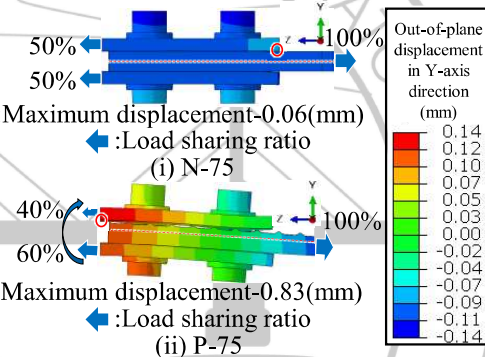 50%
Y
Z
100%
50%
Maximum displacement-0.06(mm)
:Load sharing ratio
(i) N-75
40%
Y
Z
100%
60%
Maximum displacement-0.83(mm)
:Load sharing ratio
(ii) P-75
Out-of-plane
displacement
in Y-axis
direction
(mm)
0.14
0.12
0.10
0.07
0.05
0.03
0.00
-0.02
-0.04
-0.07
-0.09
-0.11
-0.14